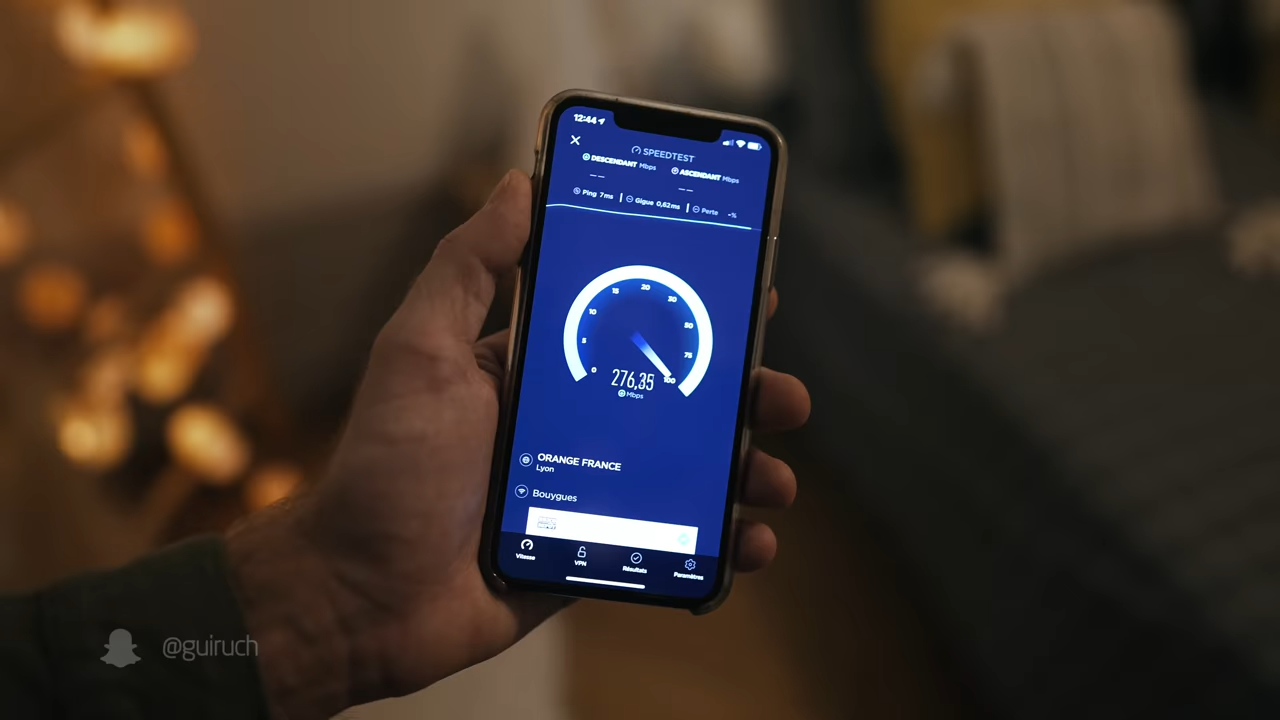 12:44
SPEEDTEST
DESCENDANT Mbps
ASCENDANT Mbps
Ping 7ms
Gigue 0,62ms
Perte -%
0
5
10
15
20
30
50
75
100
276,35
Mbps
ORANGE FRANCE
Lyon
Bouygues
Vitesse
VPN
Résultats
Paramètres
@guiruch